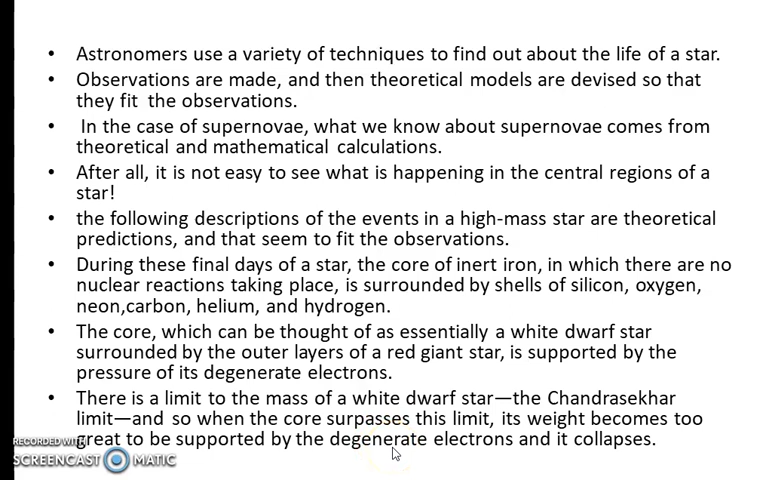 • Astronomers use a variety of techniques to find out about the life of a star.
• Observations are made, and then theoretical models are devised so that
they fit the observations.
• In the case of supernovae, what we know about supernovae comes from
theoretical and mathematical calculations.
• After all, it is not easy to see what is happening in the central regions of a
star!
• the following descriptions of the events in a high-mass star are theoretical
predictions, and that seem to fit the observations.
• During these final days of a star, the core of inert iron, in which there are no
nuclear reactions taking place, is surrounded by shells of silicon, oxygen,
neon,carbon, helium, and hydrogen.
• The core, which can be thought of as essentially a white dwarf star
surrounded by the outer layers of a red giant star, is supported by the
pressure of its degenerate electrons.
• There is a limit to the mass of a white dwarf star—the Chandrasekhar
limit—and so when the core surpasses this limit, its weight becomes too
great to be supported by the degenerate electrons and it collapses.
RECORDED WITH
SCREENCAST MATIC